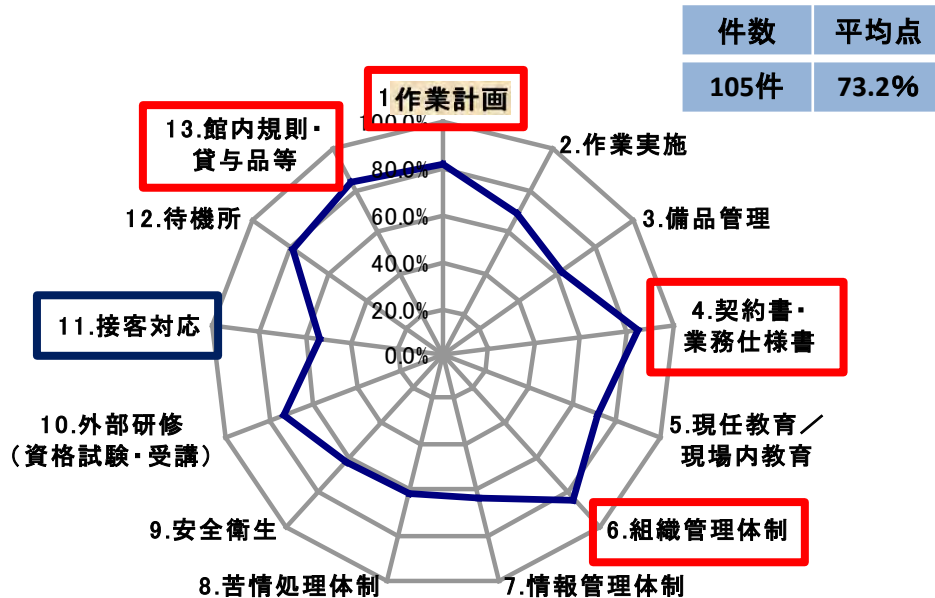 件数 平均点
105件 73.2%
1 作業計画
2.作業実施
3.備品管理
4.契約書・
業務仕様書
5.現任教育／
現場内教育
6.組織管理体制
7.情報管理体制
8.苦情処理体制
9.安全衛生
10.外部研修
（資格試験・受講）
11.接客対応
12.待機所
13.館内規則・
貸与品等
100.0%
80.0%
60.0%
40.0%
20.0%
0.0%